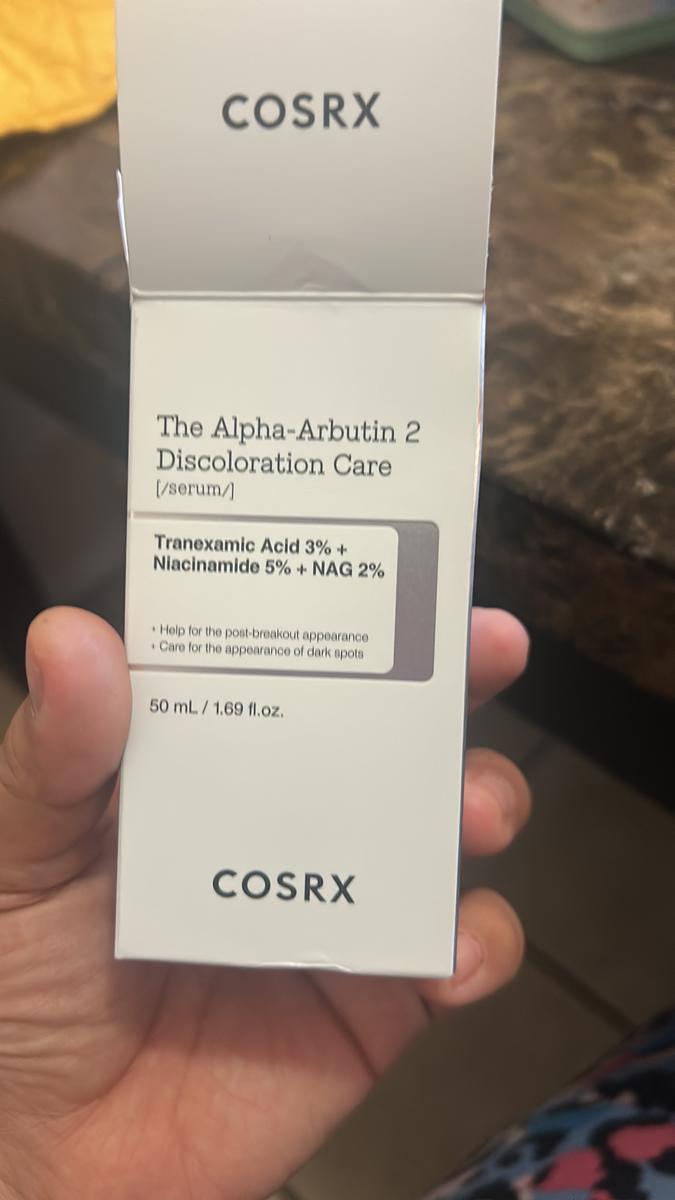 COSRX
The Alpha-Arbutin 2
Discoloration Care
[/serum/]
Tranexamic Acid 3% +
Niacinamide 5% + NAG 2%
+ Help for the post-breakout appearance
+ Care for the appearance of dark spots
50 mL / 1.69 fl.oz.
COSRX